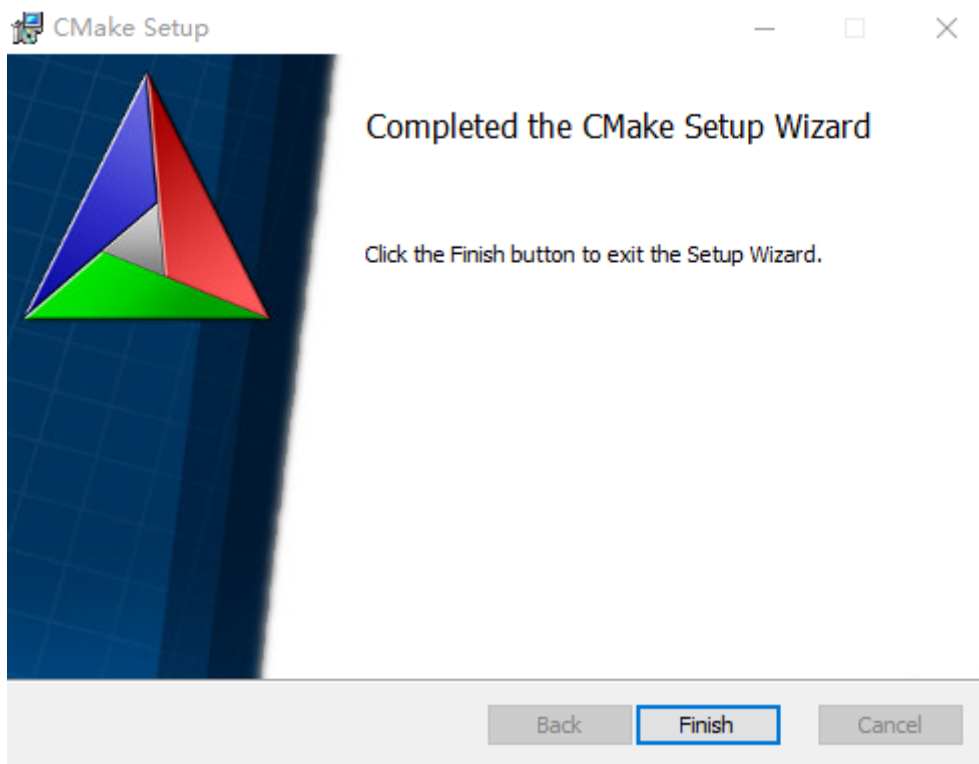 CMake Setup
Completed the CMake Setup Wizard
Click the Finish button to exit the Setup Wizard.
Back Finish Cancel